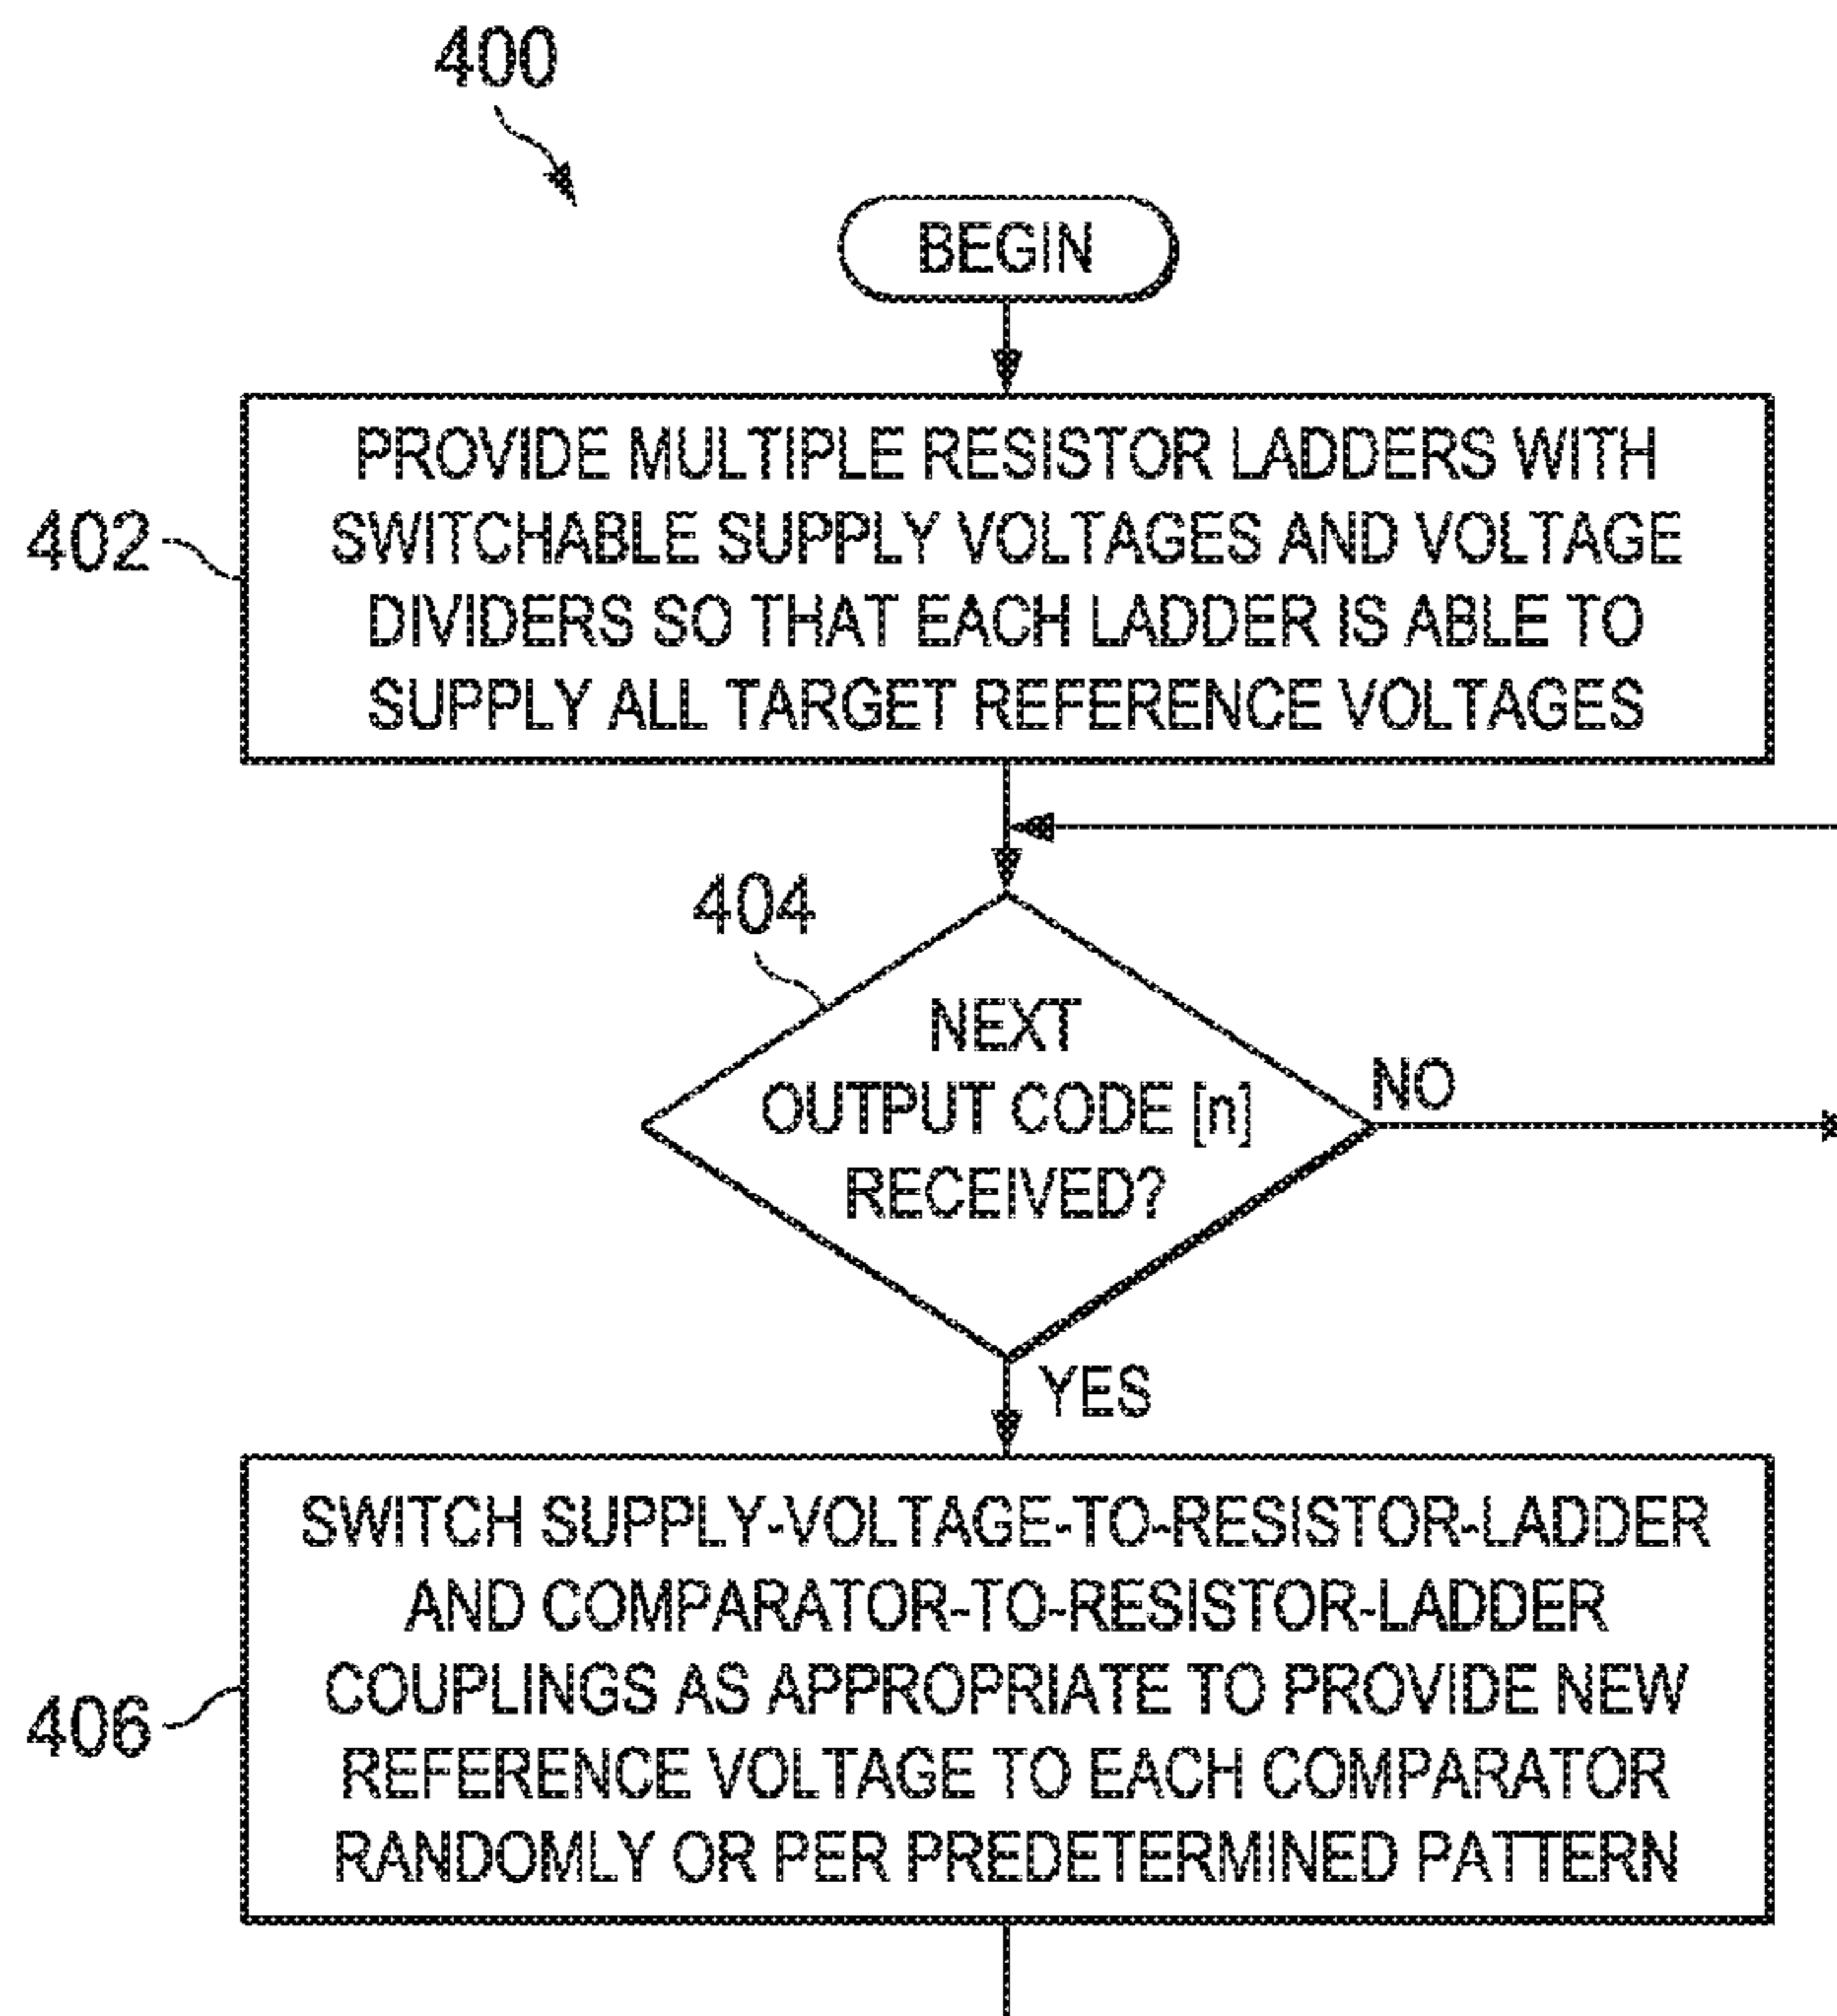 400
BEGIN
402
PROVIDE MULTIPLE RESISTOR LADDERS WITH
SWITCHABLE SUPPLY VOLTAGES AND VOLTAGE
DIVIDERS SO THAT EACH LADDER IS ABLE TO
SUPPLY ALL TARGET REFERENCE VOLTAGES
404
NEXT
OUTPUT CODE [n]
RECEIVED?
NO
YES
406
SWITCH SUPPLY-VOLTAGE-TO-RESISTOR-LADDER
AND COMPARATOR-TO-RESISTOR-LADDER
COUPLINGS AS APPROPRIATE TO PROVIDE NEW
REFERENCE VOLTAGE TO EACH COMPARATOR
RANDOMLY OR PER PREDETERMINED PATTERN